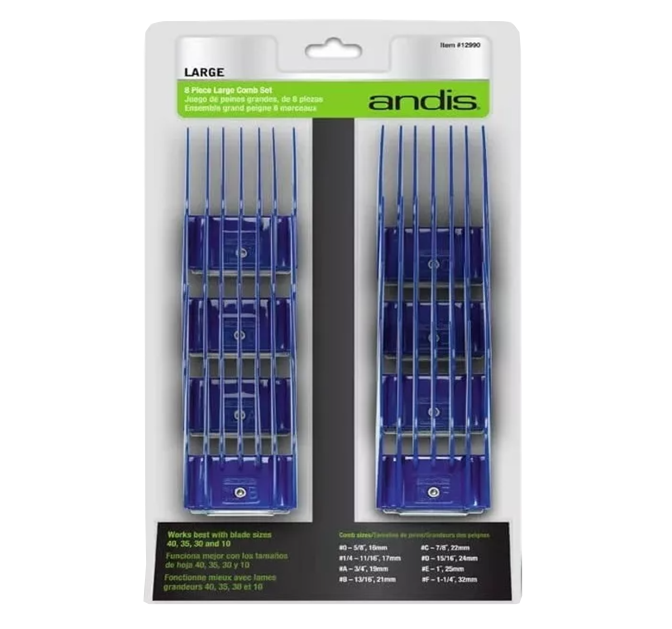 Item #12990
LARGE
8 Piece Large Comb Set
Juego de peines grandes, de 8 piezas
Ensemble grand peigne 8 morceaux
andis
Works best with blade sizes
40, 35, 30 and 10
Funciona mejor con los tamaños
de hoja 40, 35, 30 y 10
Fonctionne mieux avec lames
grandeurs 40, 35, 30 et 10
Comb sizes/Tamaños de peine/Grandeurs des peignes
#0 – 5/8", 16mm
#1/4 – 11/16", 17mm
#A – 3/4", 19mm
#B – 13/16", 21mm
#C – 7/8", 22mm
#D – 15/16", 24mm
#E – 1", 25mm
#F – 1-1/4", 32mm